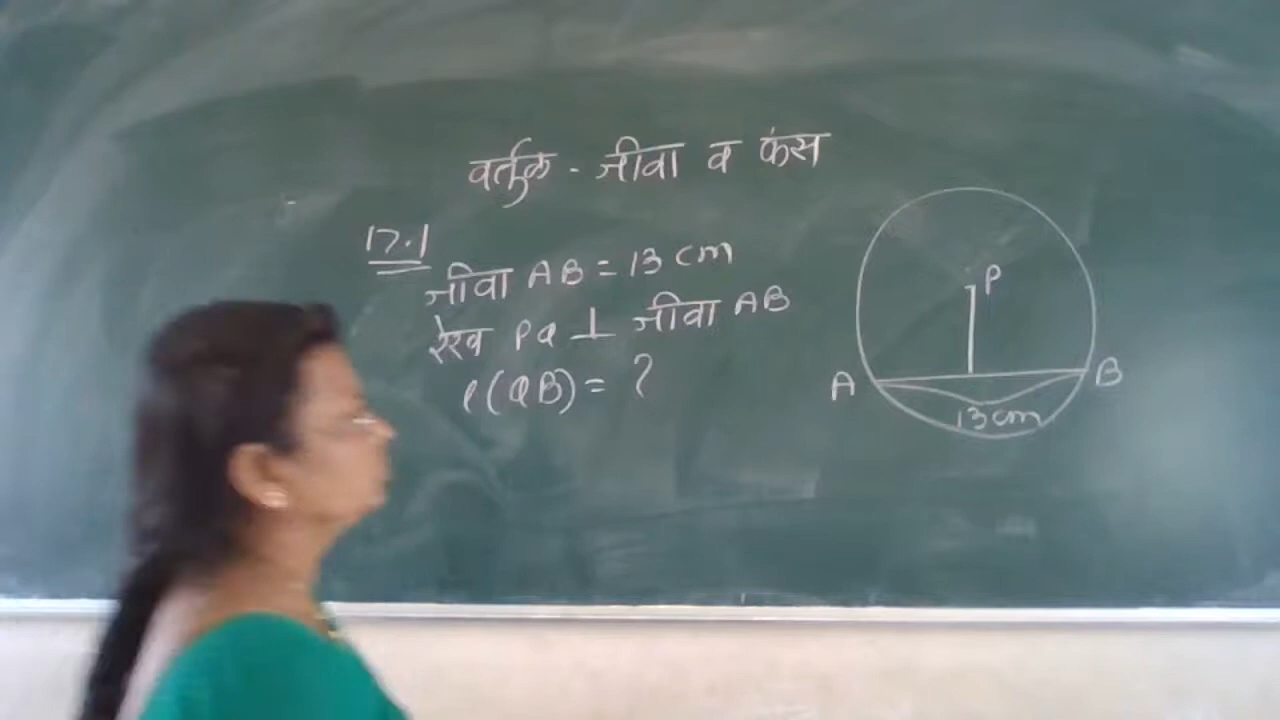 वर्तुळ - जीवा व कंस
17.1
जीवा AB = 13 cm
रेख PQ ⊥ जीवा AB
l(QB) = ?
P
A
B
13cm